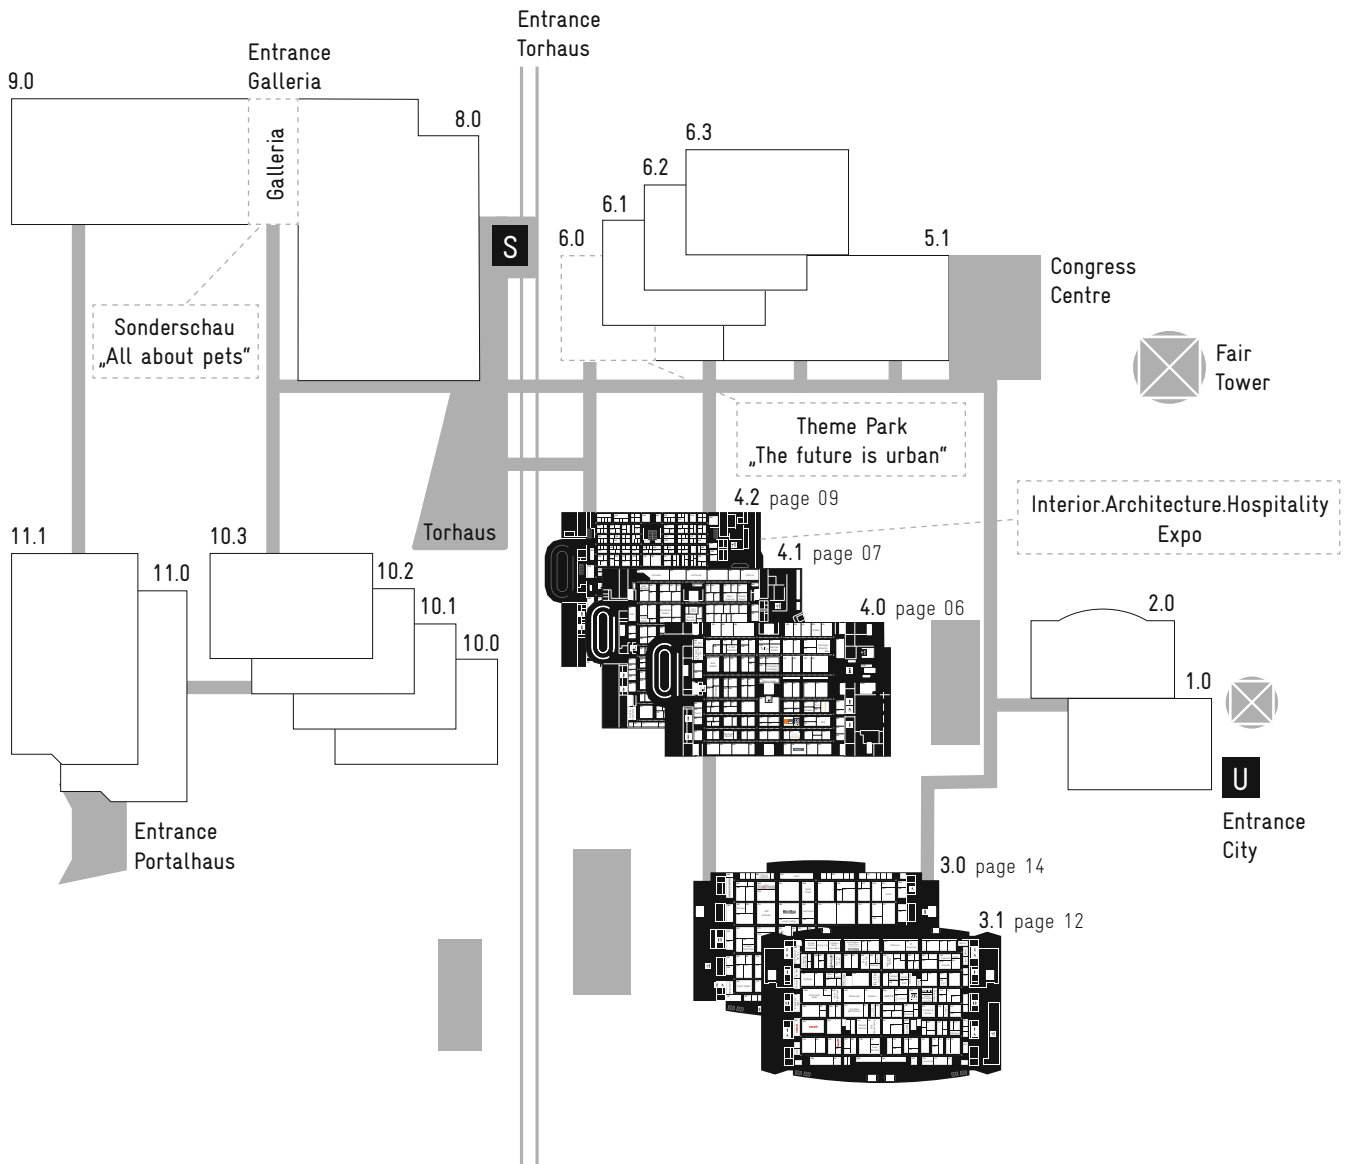 Entrance
Torhaus
Entrance
Galleria
9.0
8.0
Galleria
6.3
6.2
6.1
6.0
5.1
S
Congress
Centre
Sonderschau
„All about pets“
Fair
Tower
Theme Park
„The future is urban“
4.2 page 09
Interior.Architecture.Hospitality
Expo
Torhaus
11.1
10.3
4.1 page 07
11.0
10.2
10.1
4.0 page 06
2.0
10.0
1.0
U
Entrance
City
Entrance
Portalhaus
3.0 page 14
3.1 page 12